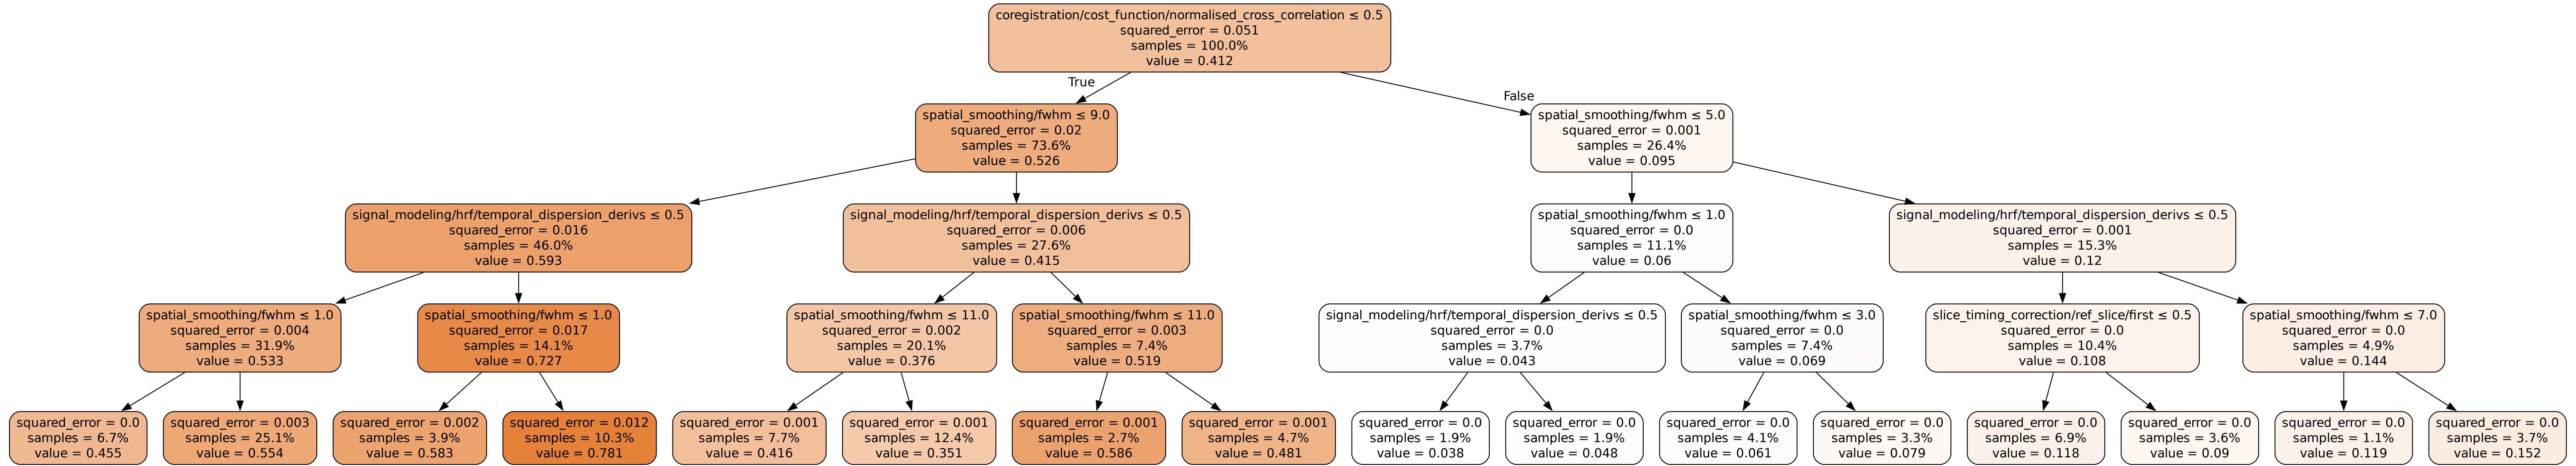 coregistration/cost_function/normalised_cross_correlation ≤ 0.5
squared_error = 0.051
samples = 100.0%
value = 0.412
True
False
spatial_smoothing/fwhm ≤ 9.0
squared_error = 0.02
samples = 73.6%
value = 0.526
spatial_smoothing/fwhm ≤ 5.0
squared_error = 0.001
samples = 26.4%
value = 0.095
signal_modeling/hrf/temporal_dispersion_derivs ≤ 0.5
squared_error = 0.016
samples = 46.0%
value = 0.593
signal_modeling/hrf/temporal_dispersion_derivs ≤ 0.5
squared_error = 0.006
samples = 27.6%
value = 0.415
spatial_smoothing/fwhm ≤ 1.0
squared_error = 0.0
samples = 11.1%
value = 0.06
signal_modeling/hrf/temporal_dispersion_derivs ≤ 0.5
squared_error = 0.001
samples = 15.3%
value = 0.12
spatial_smoothing/fwhm ≤ 1.0
squared_error = 0.004
samples = 31.9%
value = 0.533
spatial_smoothing/fwhm ≤ 1.0
squared_error = 0.017
samples = 14.1%
value = 0.727
spatial_smoothing/fwhm ≤ 11.0
squared_error = 0.002
samples = 20.1%
value = 0.376
spatial_smoothing/fwhm ≤ 11.0
squared_error = 0.003
samples = 7.4%
value = 0.519
signal_modeling/hrf/temporal_dispersion_derivs ≤ 0.5
squared_error = 0.0
samples = 3.7%
value = 0.043
spatial_smoothing/fwhm ≤ 3.0
squared_error = 0.0
samples = 7.4%
value = 0.069
slice_timing_correction/ref_slice/first ≤ 0.5
squared_error = 0.0
samples = 10.4%
value = 0.108
spatial_smoothing/fwhm ≤ 7.0
squared_error = 0.0
samples = 4.9%
value = 0.144
squared_error = 0.0
samples = 6.7%
value = 0.455
squared_error = 0.003
samples = 25.1%
value = 0.554
squared_error = 0.002
samples = 3.9%
value = 0.583
squared_error = 0.012
samples = 10.3%
value = 0.781
squared_error = 0.001
samples = 7.7%
value = 0.416
squared_error = 0.001
samples = 12.4%
value = 0.351
squared_error = 0.001
samples = 2.7%
value = 0.586
squared_error = 0.001
samples = 4.7%
value = 0.481
squared_error = 0.0
samples = 1.9%
value = 0.038
squared_error = 0.0
samples = 1.9%
value = 0.048
squared_error = 0.0
samples = 4.1%
value = 0.061
squared_error = 0.0
samples = 3.3%
value = 0.079
squared_error = 0.0
samples = 6.9%
value = 0.118
squared_error = 0.0
samples = 3.6%
value = 0.09
squared_error = 0.0
samples = 1.1%
value = 0.119
squared_error = 0.0
samples = 3.7%
value = 0.152